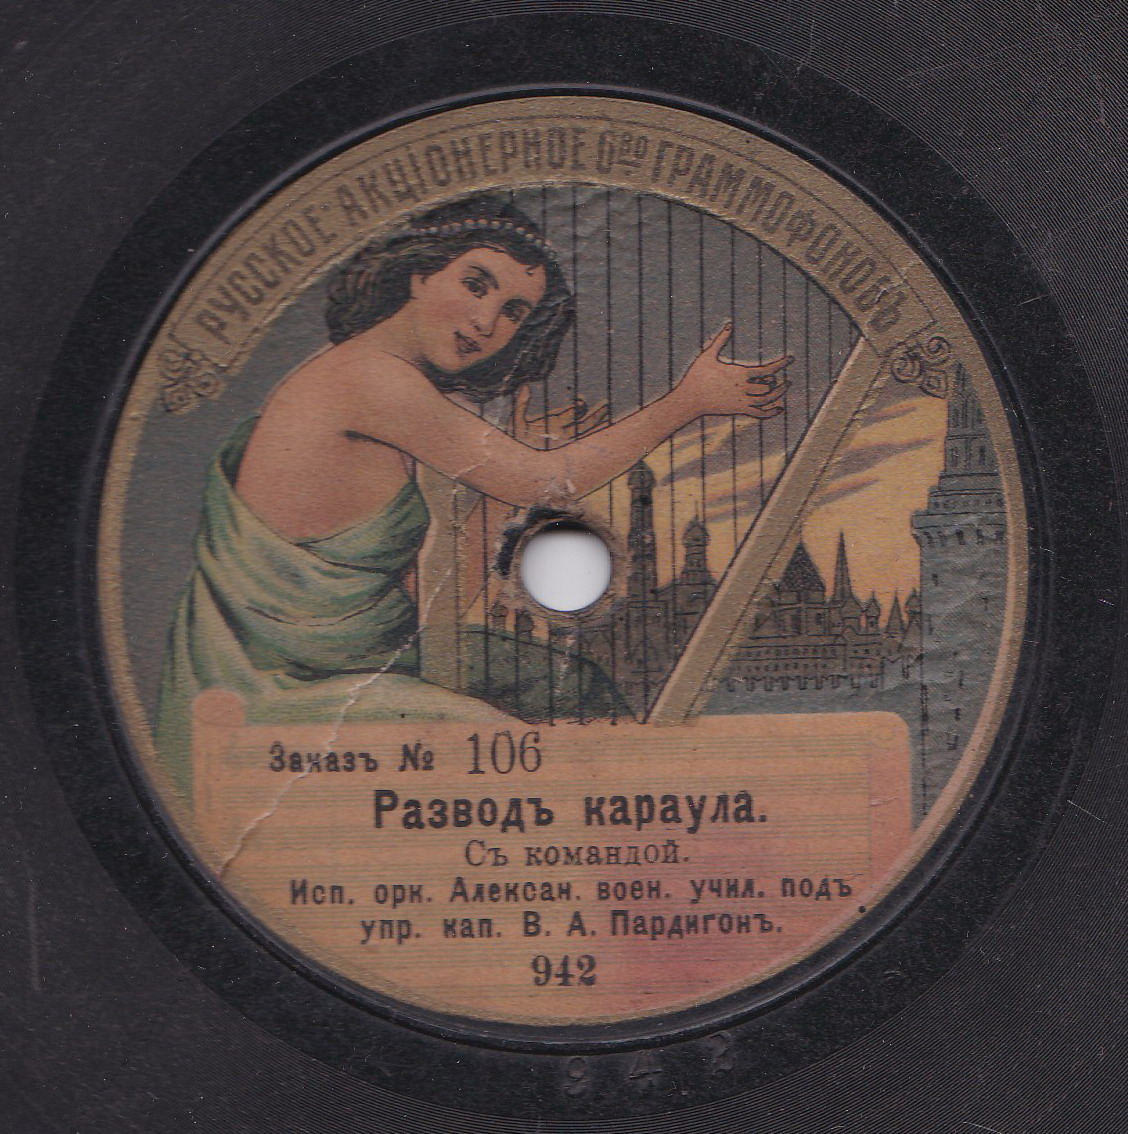 РУССКОЕ АКЦІОНЕРНОЕ Ово ГРАММОФОНОВЪ
Заказъ № 106
Разводъ караула.
Съ командой.
Исп. орк. Алексан. воен. учил. подъ
упр. кап. В. А. Пардигонъ.
942
942